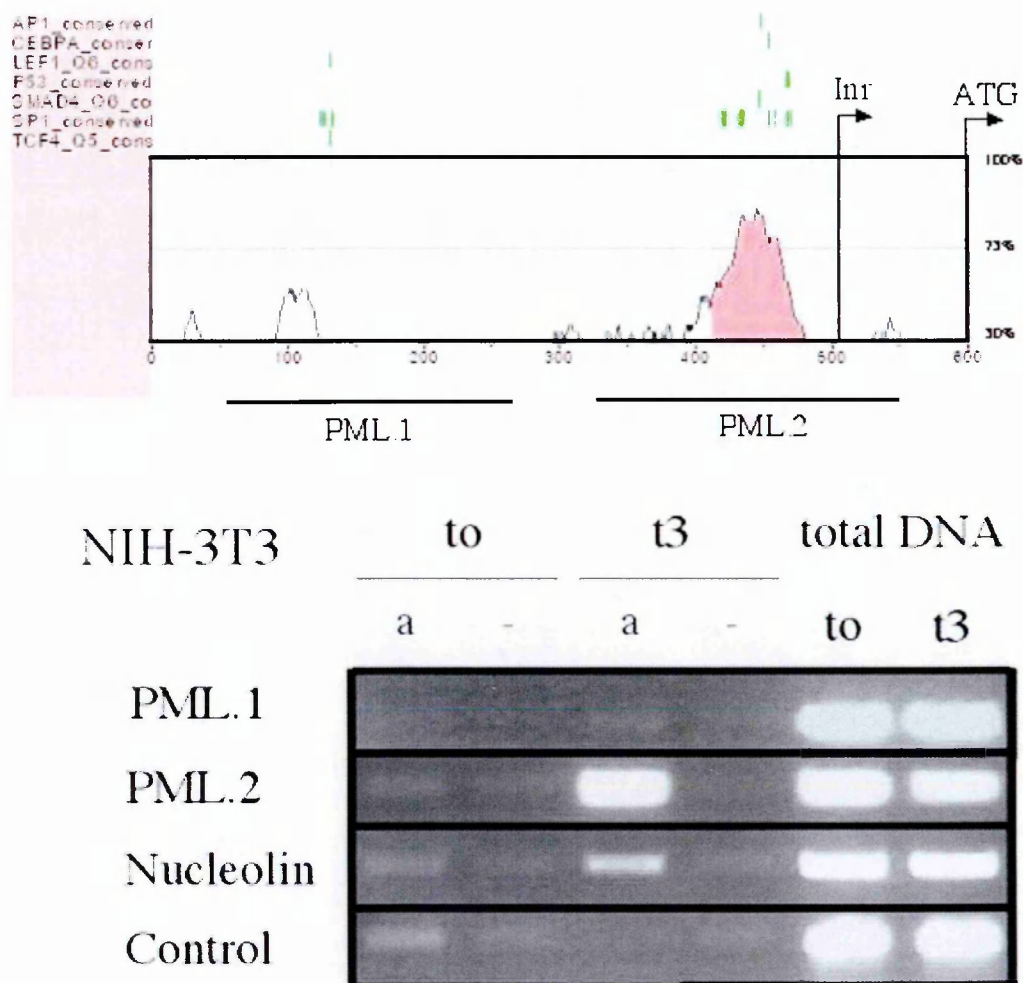 AP1_conserved
CEBPA_conser
LEF1_Q6_cons
P53_conserved
SMAD4_Q6_co
SP1_conserved
TCF4_Q5_cons
Inr
ATG
100%
73%
30%
0 100 200 300 400 500 600
PML.1 PML.2
NIH-3T3 to t3 total DNA
a - a - to t3
PML.1
PML.2
Nucleolin
Control